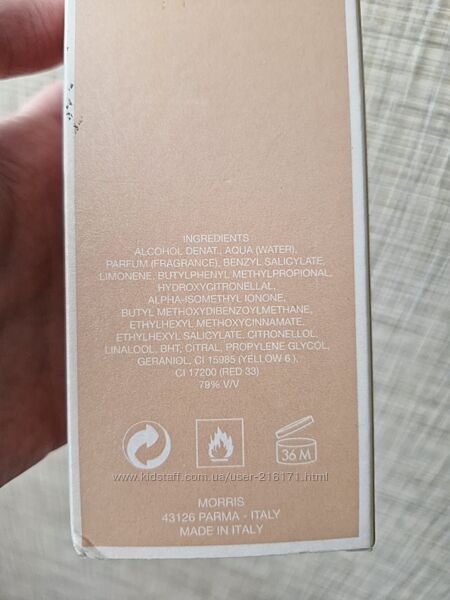 INGREDIENTS
ALCOHOL DENAT., AQUA (WATER),
PARFUM (FRAGRANCE), BENZYL SALICYLATE,
LIMONENE, BUTYLPHENYL METHYLPROPIONAL,
HYDROXYCITRONELLAL,
ALPHA-ISOMETHYL IONONE,
BUTYL METHOXYDIBENZOYLMETHANE,
ETHYLHEXYL METHOXYCINNAMATE,
ETHYLHEXYL SALICYLATE, CITRONELLOL,
LINALOOL, BHT, CITRAL, PROPYLENE GLYCOL,
GERANIOL, CI 15985 (YELLOW 6 ),
CI 17200 (RED 33).
79% V/V
36 M
www.kidstaff.com.ua/user-216171.html
MORRIS
43126 PARMA - ITALY
MADE IN ITALY